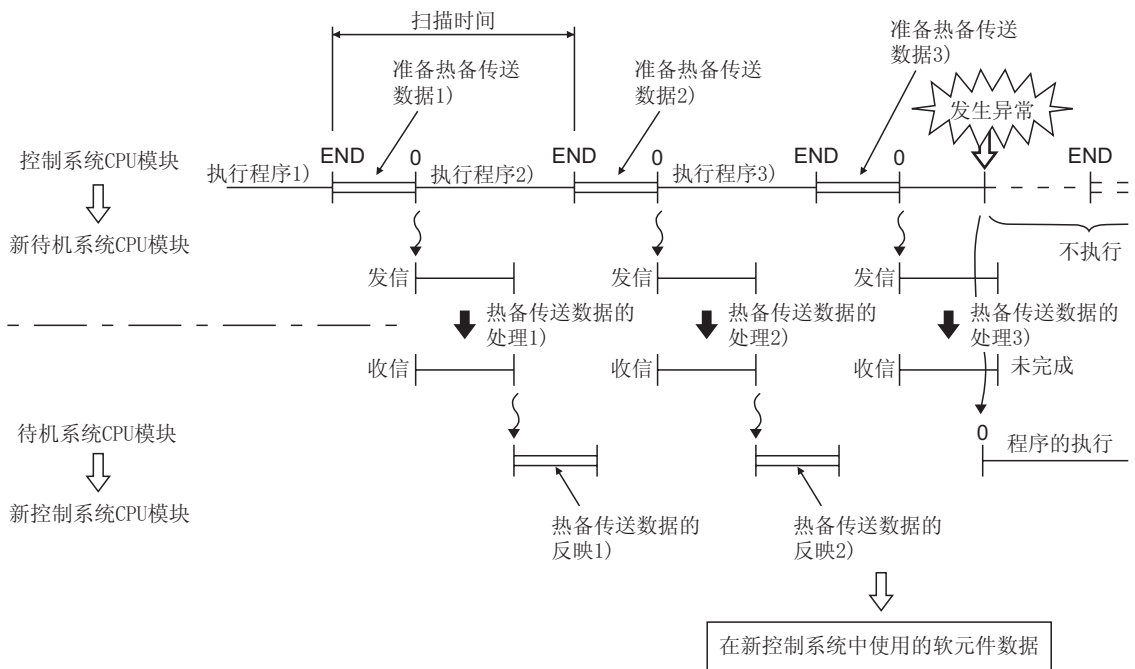 扫描时间
准备热备传送
数据1)
准备热备传送
数据2)
准备热备传送
数据3)
发生异常
控制系统CPU模块
新待机系统CPU模块
执行程序1)
END
0
执行程序2)
END
0
执行程序3)
END
0
END
不执行
发信
发信
发信
热备传送数据的
处理1)
热备传送数据的
处理2)
热备传送数据的
处理3)
收信
收信
收信
未完成
待机系统CPU模块
新控制系统CPU模块
0
程序的执行
热备传送数据的
反映1)
热备传送数据的
反映2)
在新控制系统中使用的软元件数据